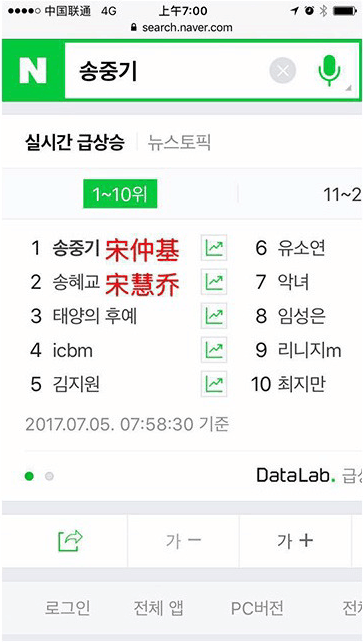 中国联通 4G 上午7:00
search.naver.com
N 송중기
실시간 급상승 뉴스토픽
1~10위 11~2
1 송중기 宋仲基
2 송혜교 宋慧乔
3 태양의 후예
4 icbm
5 김지원
6 유소연
7 악녀
8 임성은
9 리니지m
10 최지만
2017.07.05. 07:58:30 기준
DataLab. 급상
가 − 가 +
로그인 전체 앱 PC버전 전체